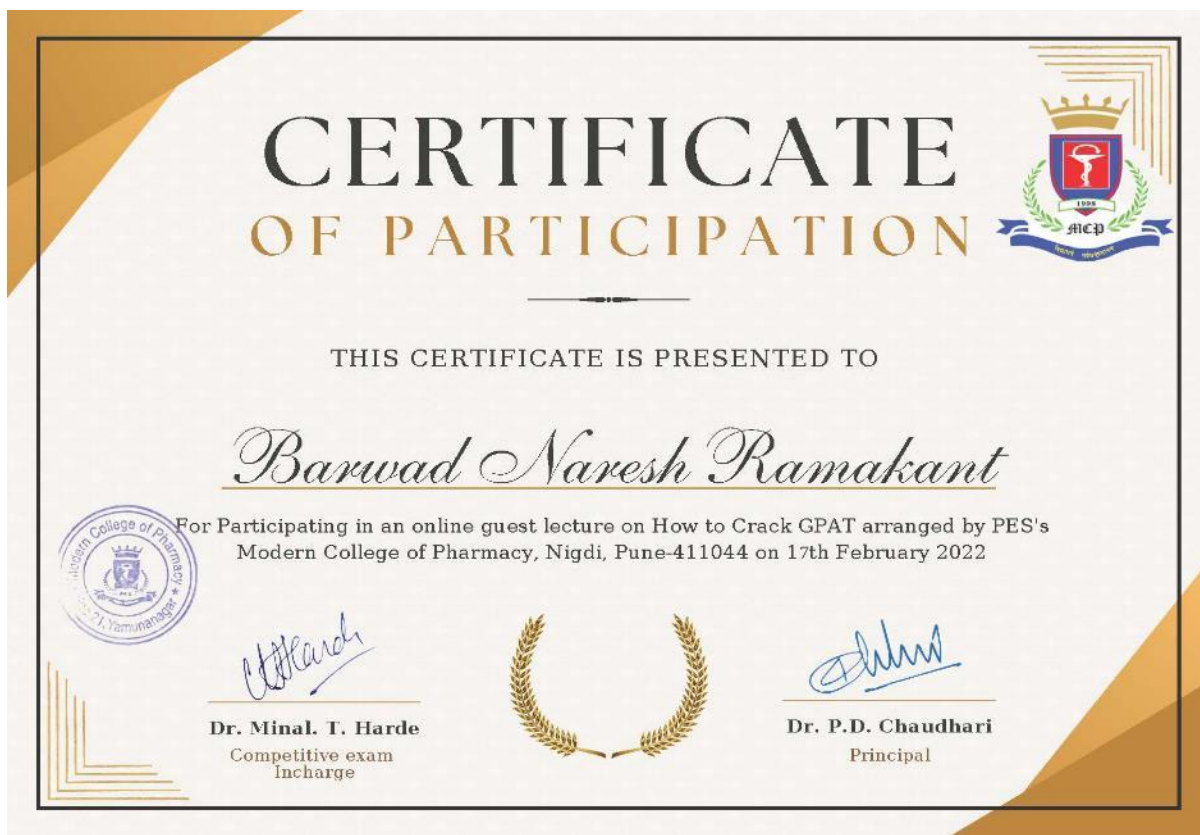 CERTIFICATE
OF PARTICIPATION
1998
MCP
THIS CERTIFICATE IS PRESENTED TO
Barwad Naresh Ramakant
For Participating in an online guest lecture on How to Crack GPAT arranged by PES's
Modern College of Pharmacy, Nigdi, Pune-411044 on 17th February 2022
Modern College of Pharmacy ★
21, Yamunanagar
Dr. Minal. T. Harde
Competitive exam
Incharge
Dr. P.D. Chaudhari
Principal